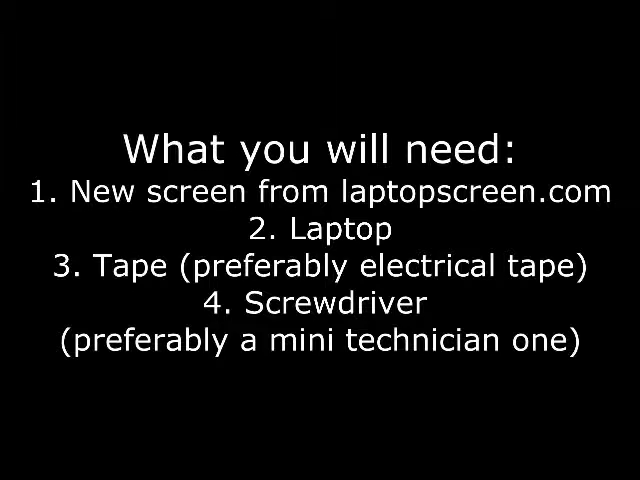 What you will need:
1. New screen from laptopscreen.com
2. Laptop
3. Tape (preferably electrical tape)
4. Screwdriver
(preferably a mini technician one)